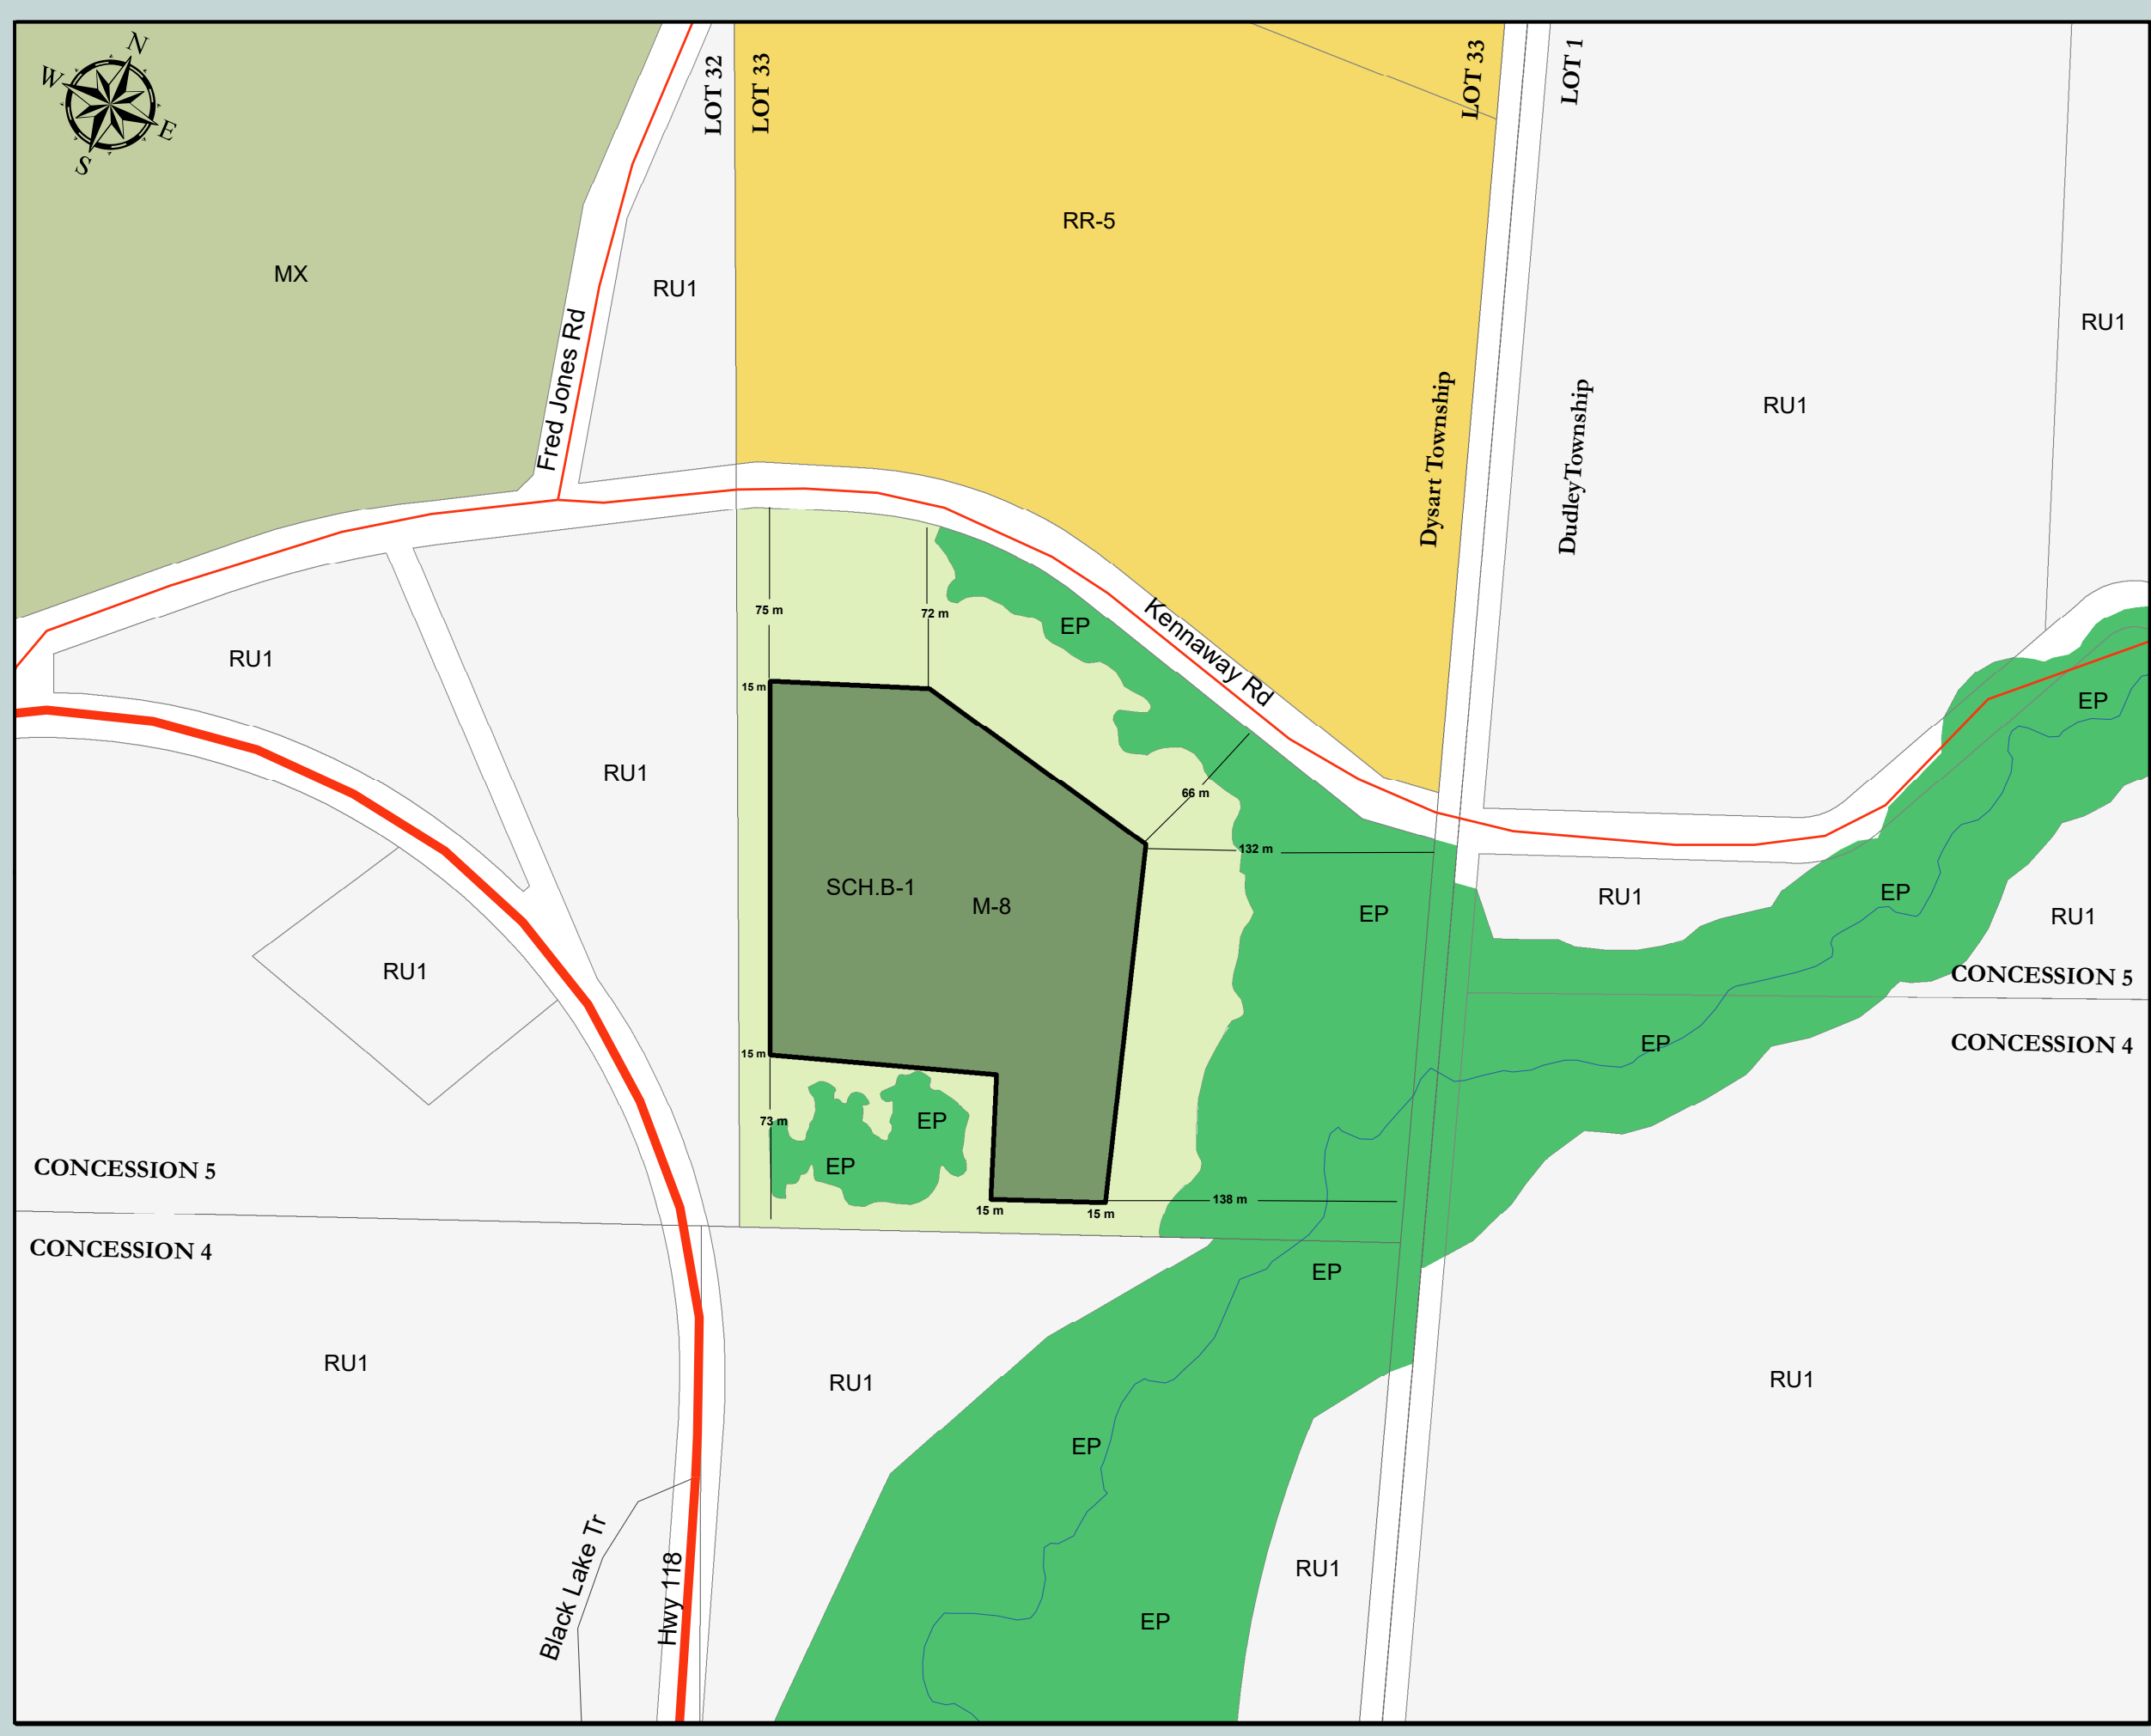 N
W
E
S
LOT 32
LOT 33
LOT 33
LOT 1
MX
RU1
RR-5
RU1
RU1
Fred Jones Rd
Dysart Township
DudleyTownship
75 m
72 m
EP
Kennaway Rd
RU1
15 m
EP
RU1
66 m
132 m
SCH.B-1
M-8
EP
RU1
EP
RU1
RU1
CONCESSION 5
15 m
EP
CONCESSION 4
73 m
EP
EP
CONCESSION 5
138 m
15 m
15 m
CONCESSION 4
EP
RU1
RU1
RU1
EP
Black Lake Tr
Hwy 118
RU1
EP